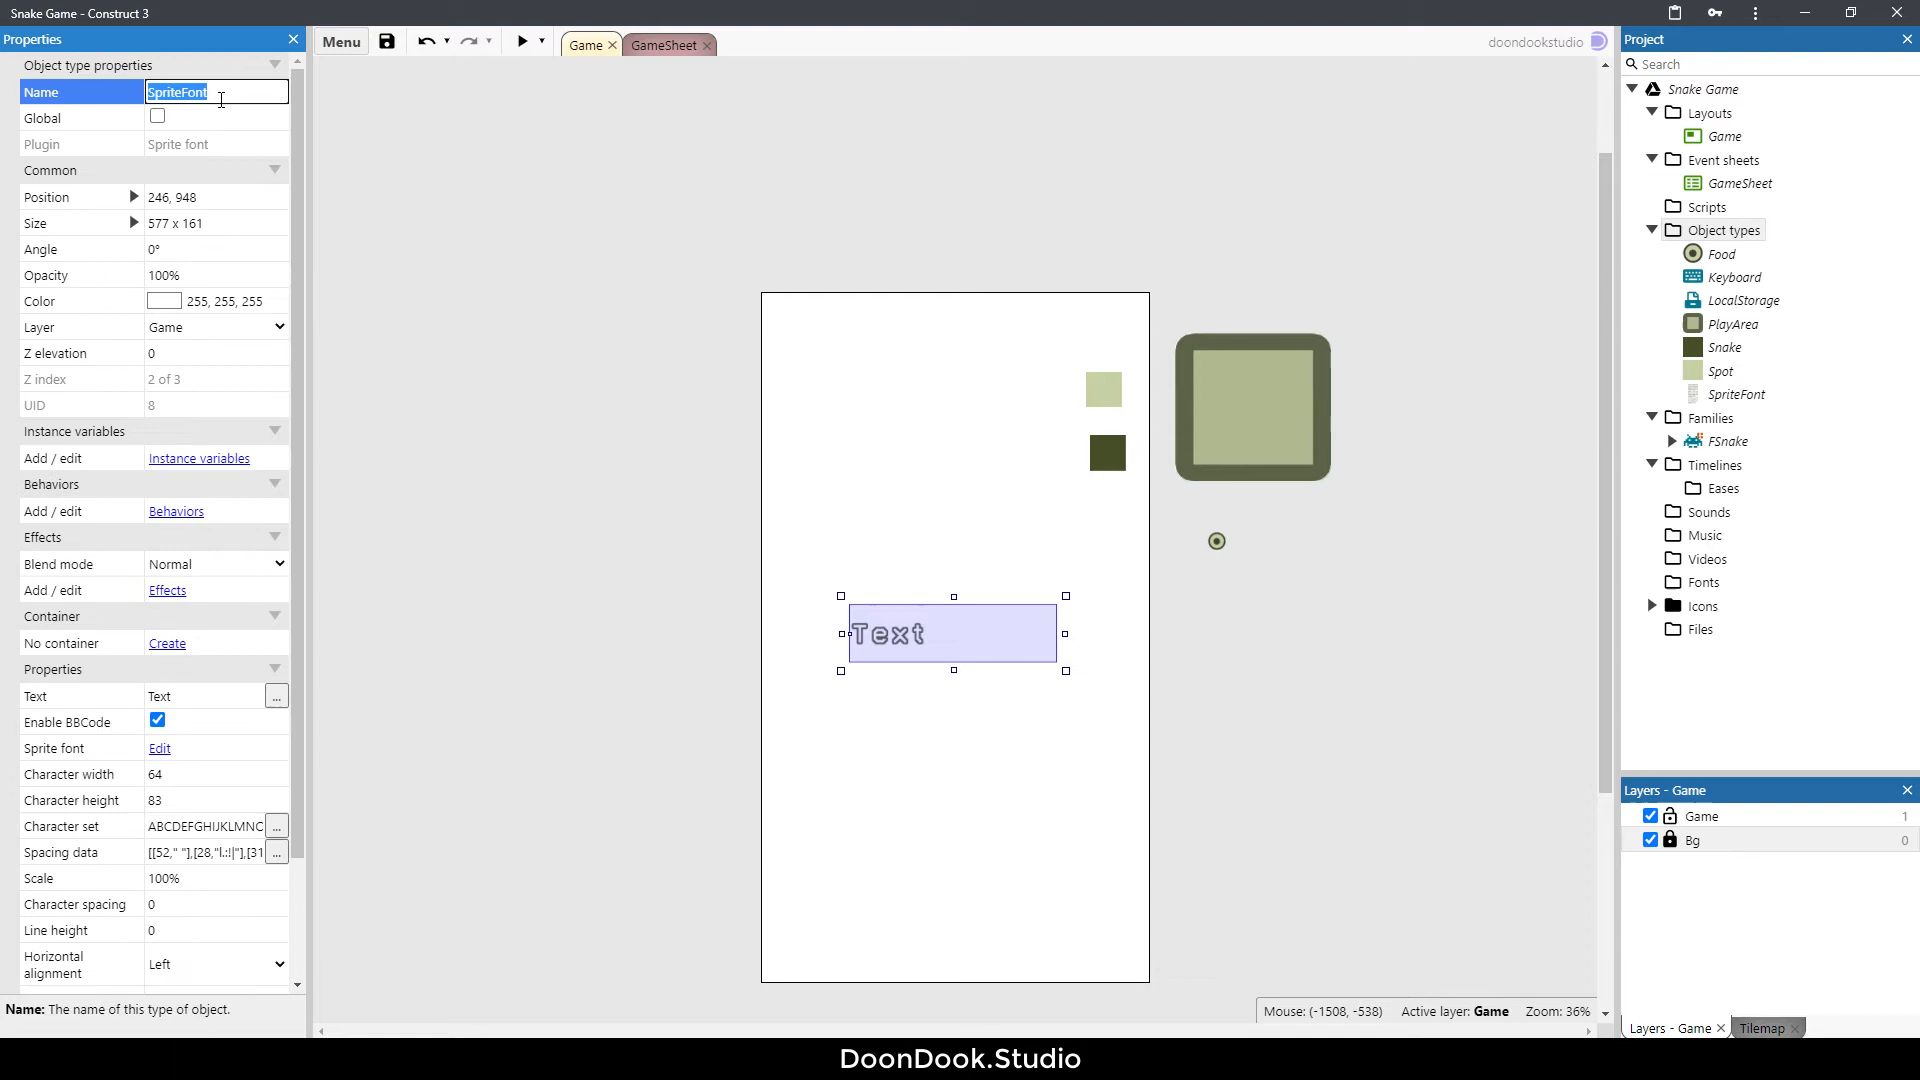 Snake Game - Construct 3
Properties
Menu
Game
GameSheet
doondookstudio
Project
Object type properties
Name SpriteFont
Global
Plugin Sprite font
Common
Position 246, 948
Size 577 x 161
Angle 0°
Opacity 100%
Color 255, 255, 255
Layer Game
Z elevation 0
Z index 2 of 3
UID 8
Instance variables
Add / edit Instance variables
Behaviors
Add / edit Behaviors
Effects
Blend mode Normal
Add / edit Effects
Container
No container Create
Properties
Text Text ...
Enable BBCode
Sprite font Edit
Character width 64
Character height 83
Character set ABCDEFGHIJKLMNC ...
Spacing data [[52," "],[28,"l.:!|"],[31 ...
Scale 100%
Character spacing 0
Line height 0
Horizontal alignment Left
Name: The name of this type of object.
Text
Mouse: (-1508, -538) Active layer: Game Zoom: 36%
Search
Snake Game
Layouts
Game
Event sheets
GameSheet
Scripts
Object types
Food
Keyboard
LocalStorage
PlayArea
Snake
Spot
SpriteFont
Families
FSnake
Timelines
Eases
Sounds
Music
Videos
Fonts
Icons
Files
Layers - Game
Game 1
Bg 0
Layers - Game
Tilemap
DoonDook.Studio